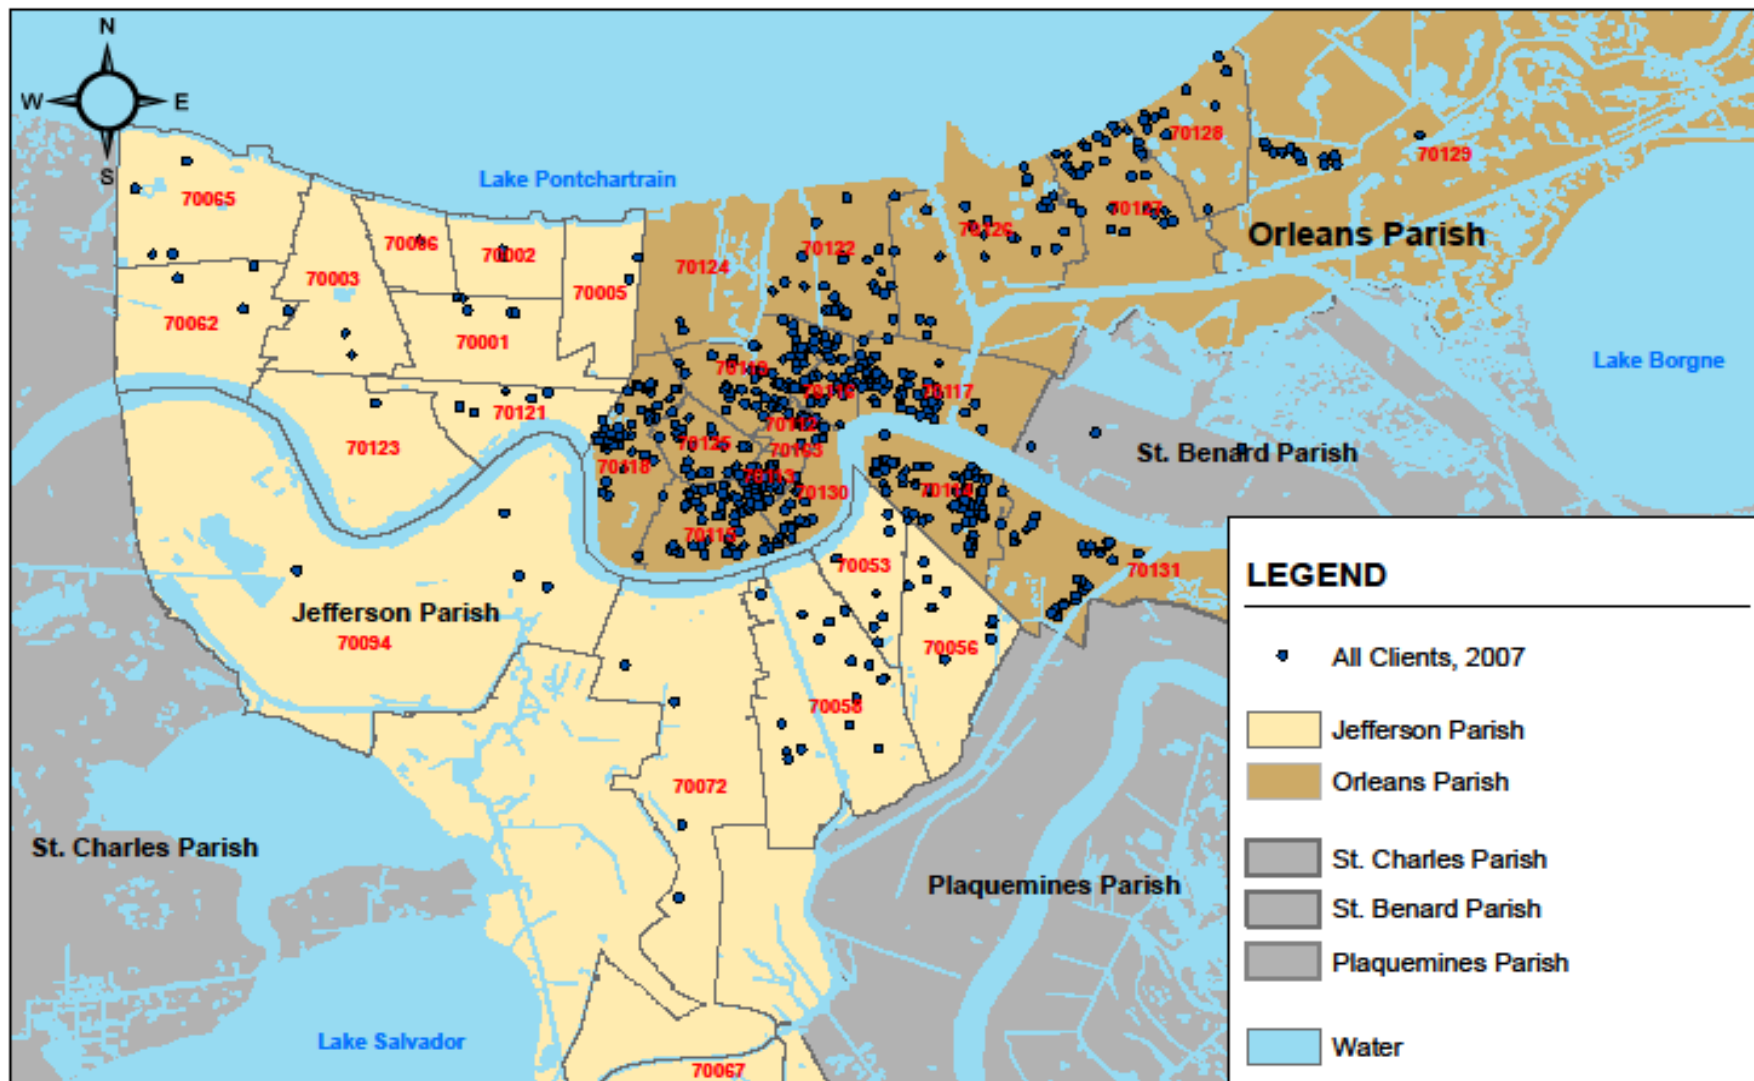 N
W
E
S
Lake Pontchartrain
70065
70128
70129
70127
70126
Orleans Parish
70006
70002
70122
70124
70003
70005
70062
70001
Lake Borgne
70119
70116
70117
70121
70112
70125
70123
70163
St. Benard Parish
70118
70113
70130
70114
70115
70053
70131
LEGEND
Jefferson Parish
70094
70056
All Clients, 2007
70058
Jefferson Parish
70072
Orleans Parish
St. Charles Parish
St. Charles Parish
Plaquemines Parish
St. Benard Parish
Plaquemines Parish
Lake Salvador
Water
70067